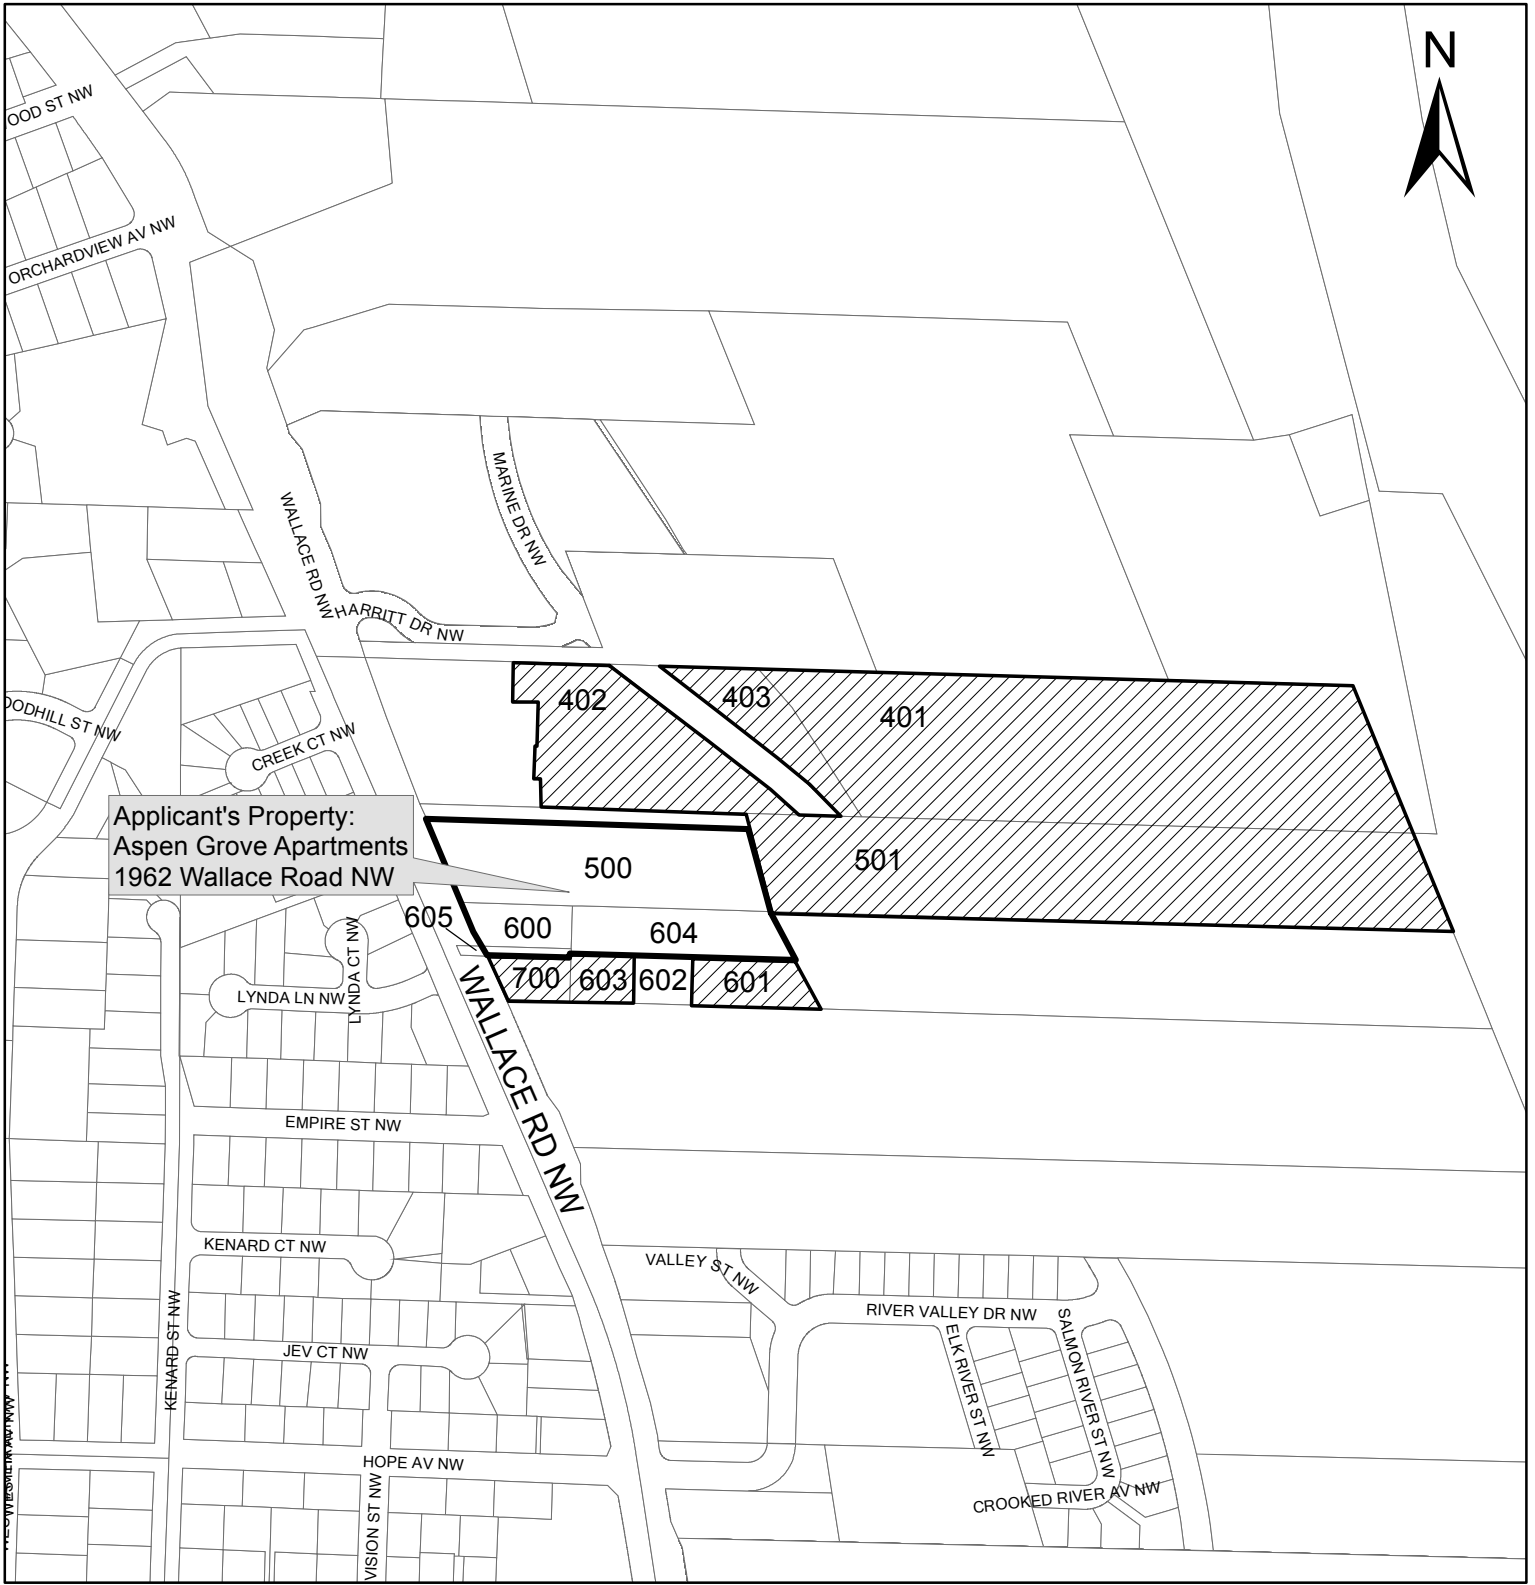 N
OOD ST NW
ORCHARDVIEW AV NW
MARINE DR NW
WALLACE RD NW
HARRITT DR NW
402
403
401
OODHILL ST NW
CREEK CT NW
Applicant's Property:
Aspen Grove Apartments
1962 Wallace Road NW
500
501
605
600
604
LYNDA CT NW
700
603
602
601
LYNDA LN NW
WALLACE RD NW
EMPIRE ST NW
KENARD CT NW
VALLEY ST NW
RIVER VALLEY DR NW
KENARD ST NW
JEV CT NW
ELK RIVER ST NW
SALMON RIVER ST NW
HOPE AV NW
VISION ST NW
CROOKED RIVER AV NW